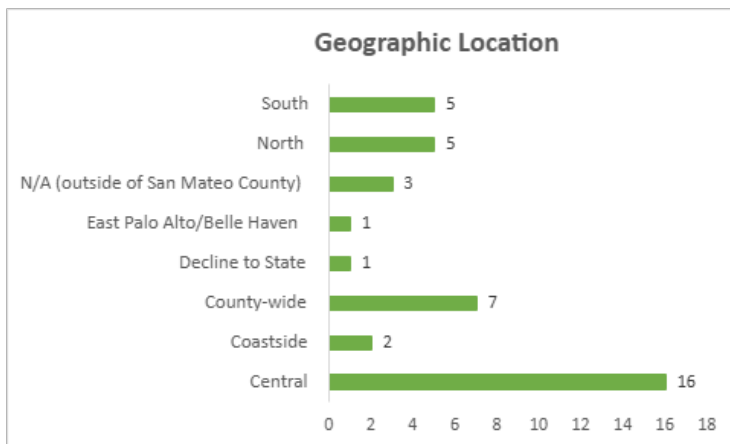 Geographic Location
South 5
North 5
N/A (outside of San Mateo County) 3
East Palo Alto/Belle Haven 1
Decline to State 1
County-wide 7
Coastside 2
Central 16
0 2 4 6 8 10 12 14 16 18